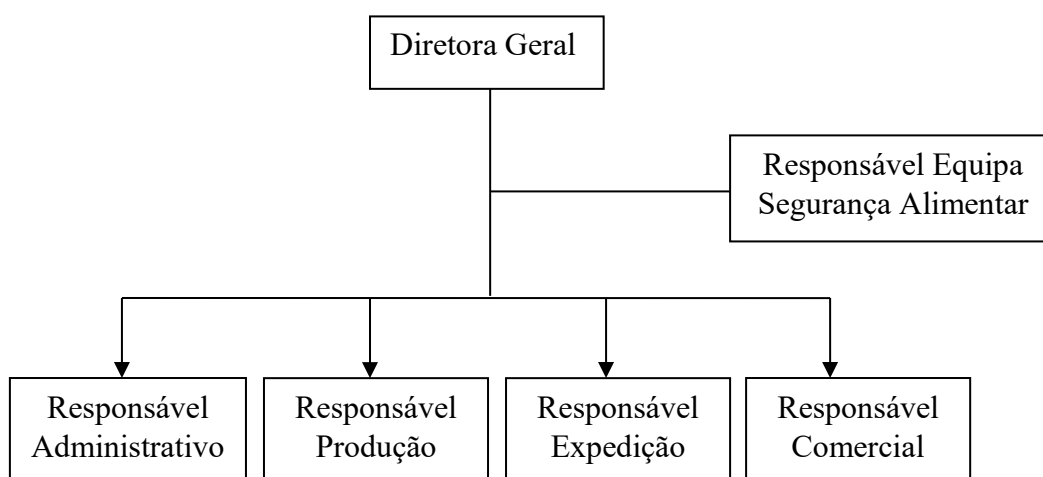 Diretora Geral
Responsável Equipa
Segurança Alimentar
Responsável
Administrativo
Responsável
Produção
Responsável
Expedição
Responsável
Comercial